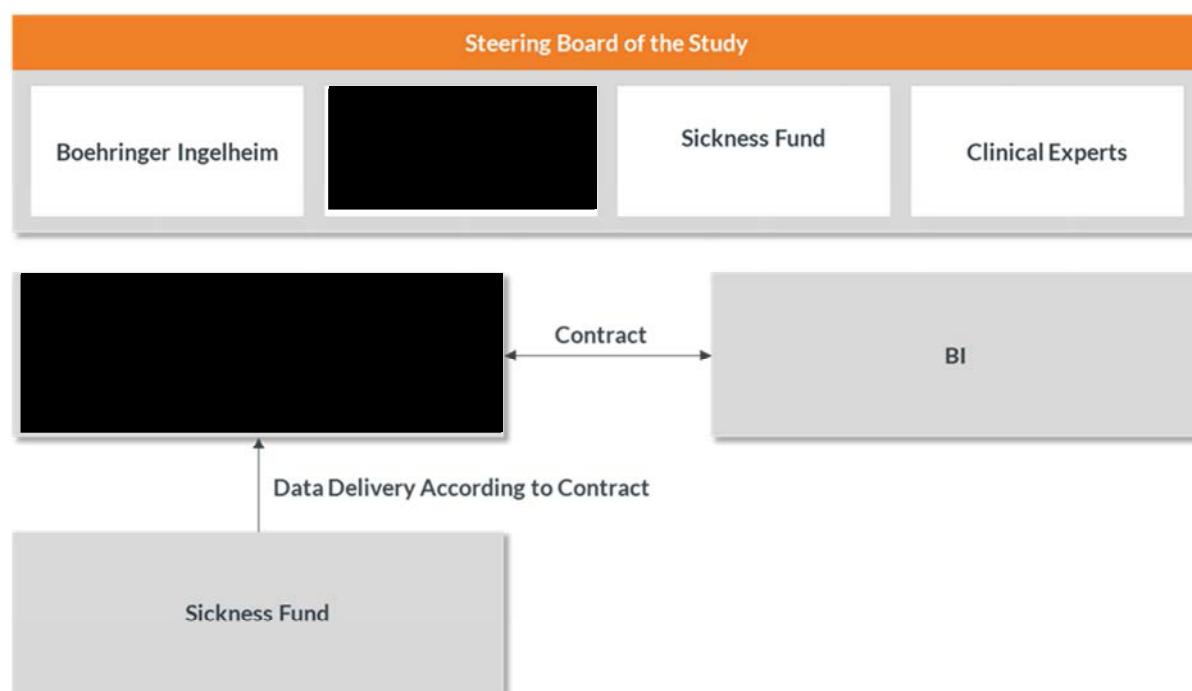 Steering Board of the Study
Boehringer Ingelheim
Sickness Fund
Clinical Experts
Contract
BI
Data Delivery According to Contract
Sickness Fund